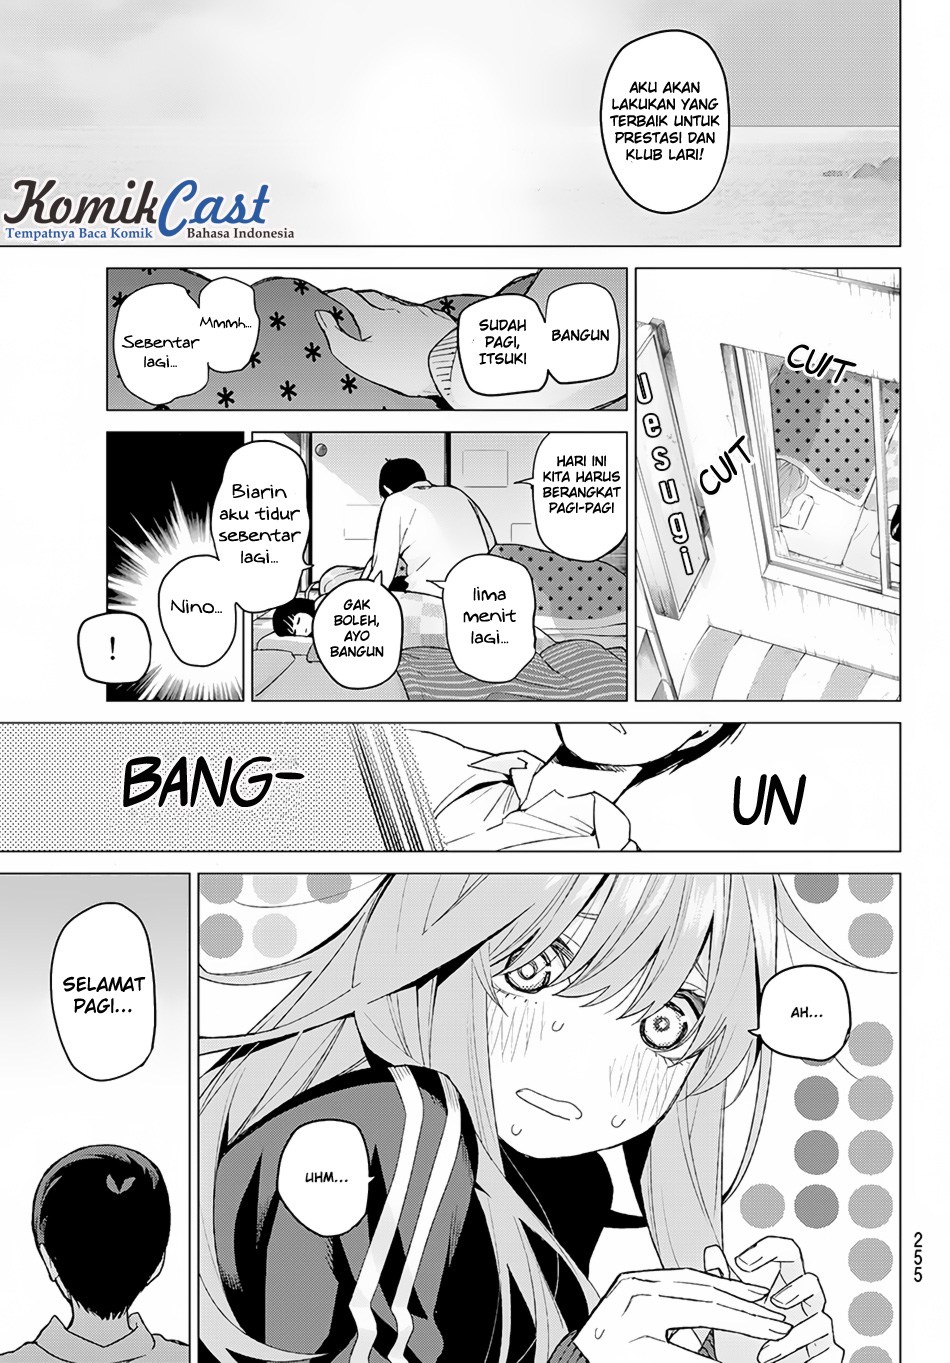 AKU AKAN
LAKUKAN YANG
TERBAIK UNTUK
PRESTASI DAN
KLUB LARI!
KomikCast
Tempatnya Baca Komik Bahasa Indonesia
CUIT
CUIT
Uesugi
BANGUN
SUDAH
PAGI,
ITSUKI
Mmmh...
Sebentar
lagi...
HARI INI
KITA HARUS
BERANGKAT
PAGI-PAGI
lima
menit
lagi...
GAK
BOLEH,
AYO
BANGUN
Biarin
aku tidur
sebentar
lagi...
Nino...
!
BANG-
UN
AH...
UHM...
SELAMAT
PAGI...
255